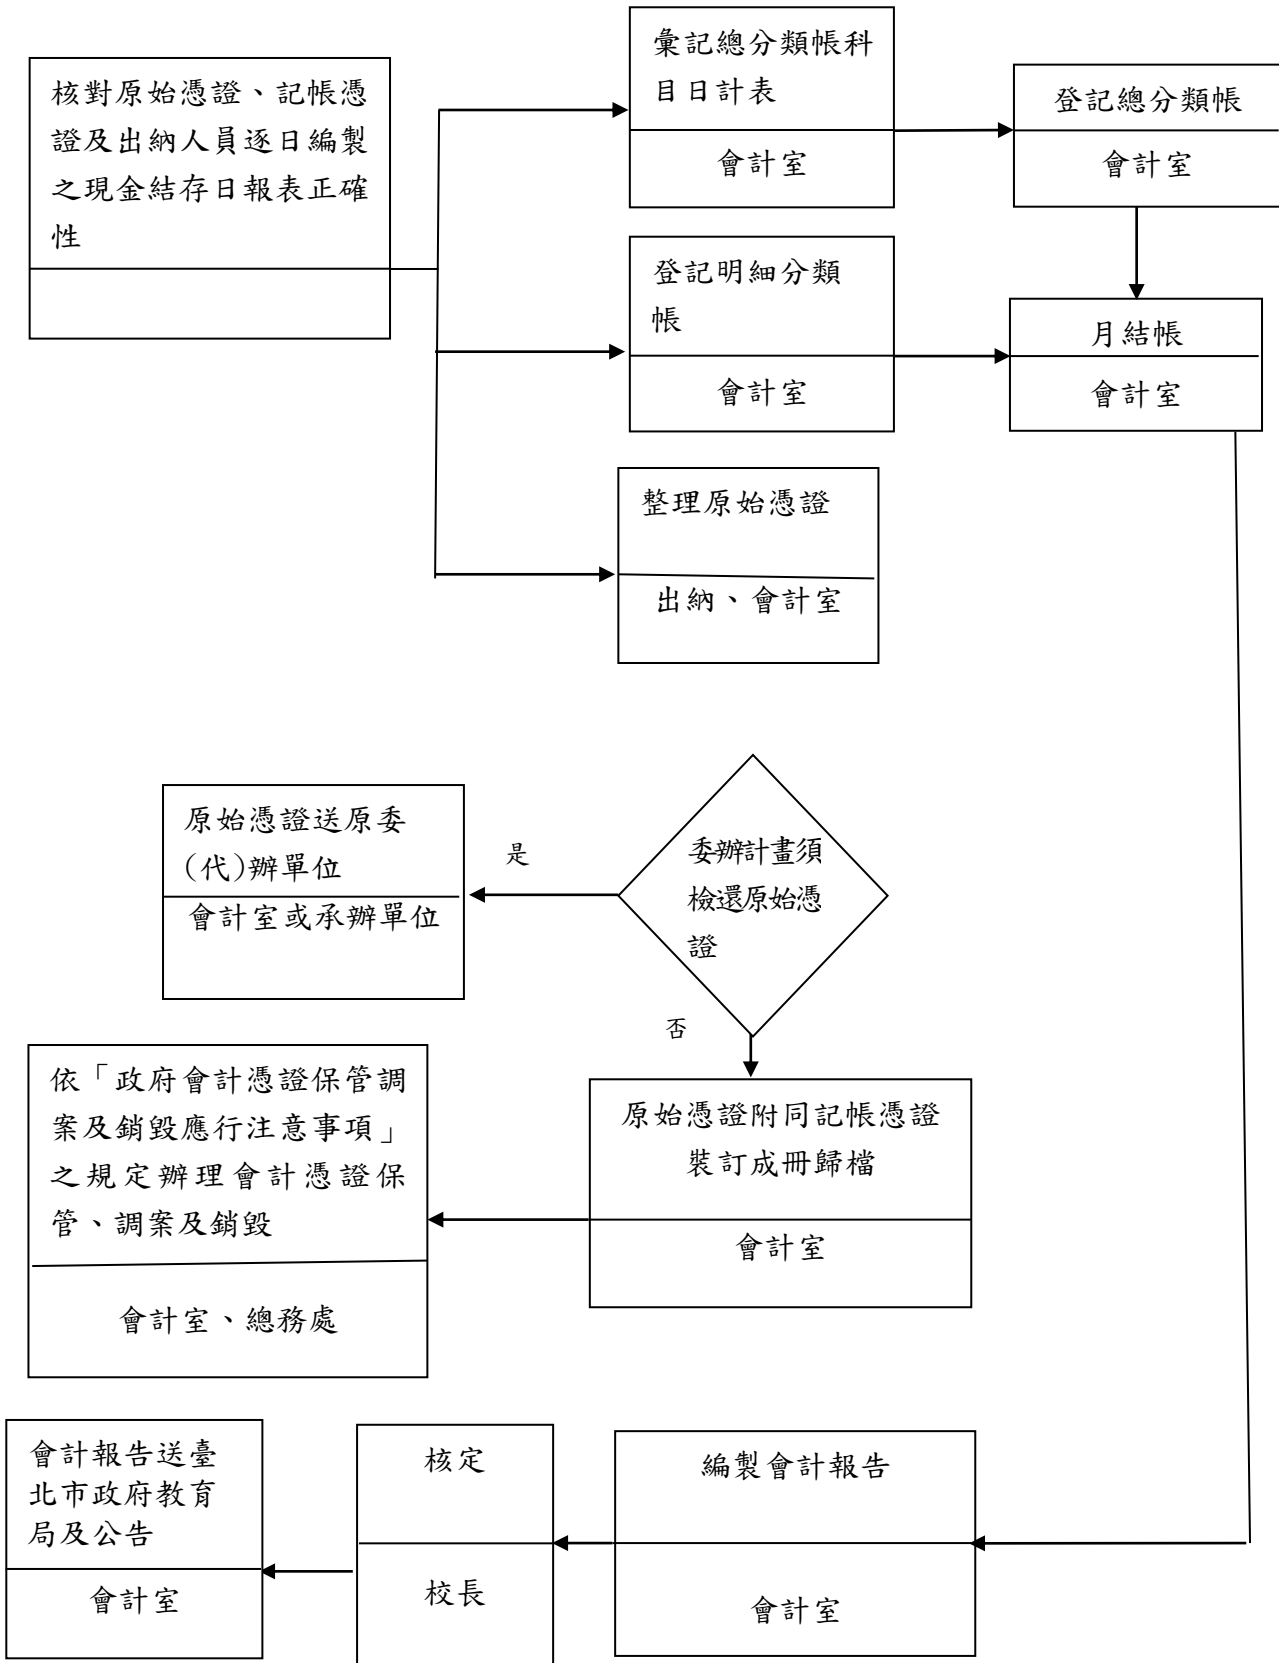 核對原始憑證、記帳憑
證及出納人員逐日編製
之現金結存日報表正確
性
彙記總分類帳科
目日計表
會計室
登記總分類帳
會計室
登記明細分類
帳
會計室
月結帳
會計室
整理原始憑證
出納、會計室
委辦計畫須
檢還原始憑
證
是
原始憑證送原委
(代)辦單位
會計室或承辦單位
否
原始憑證附同記帳憑證
裝訂成冊歸檔
會計室
依「政府會計憑證保管調
案及銷毀應行注意事項」
之規定辦理會計憑證保
管、調案及銷毀
會計室、總務處
編製會計報告
會計室
核定
校長
會計報告送臺
北市政府教育
局及公告
會計室